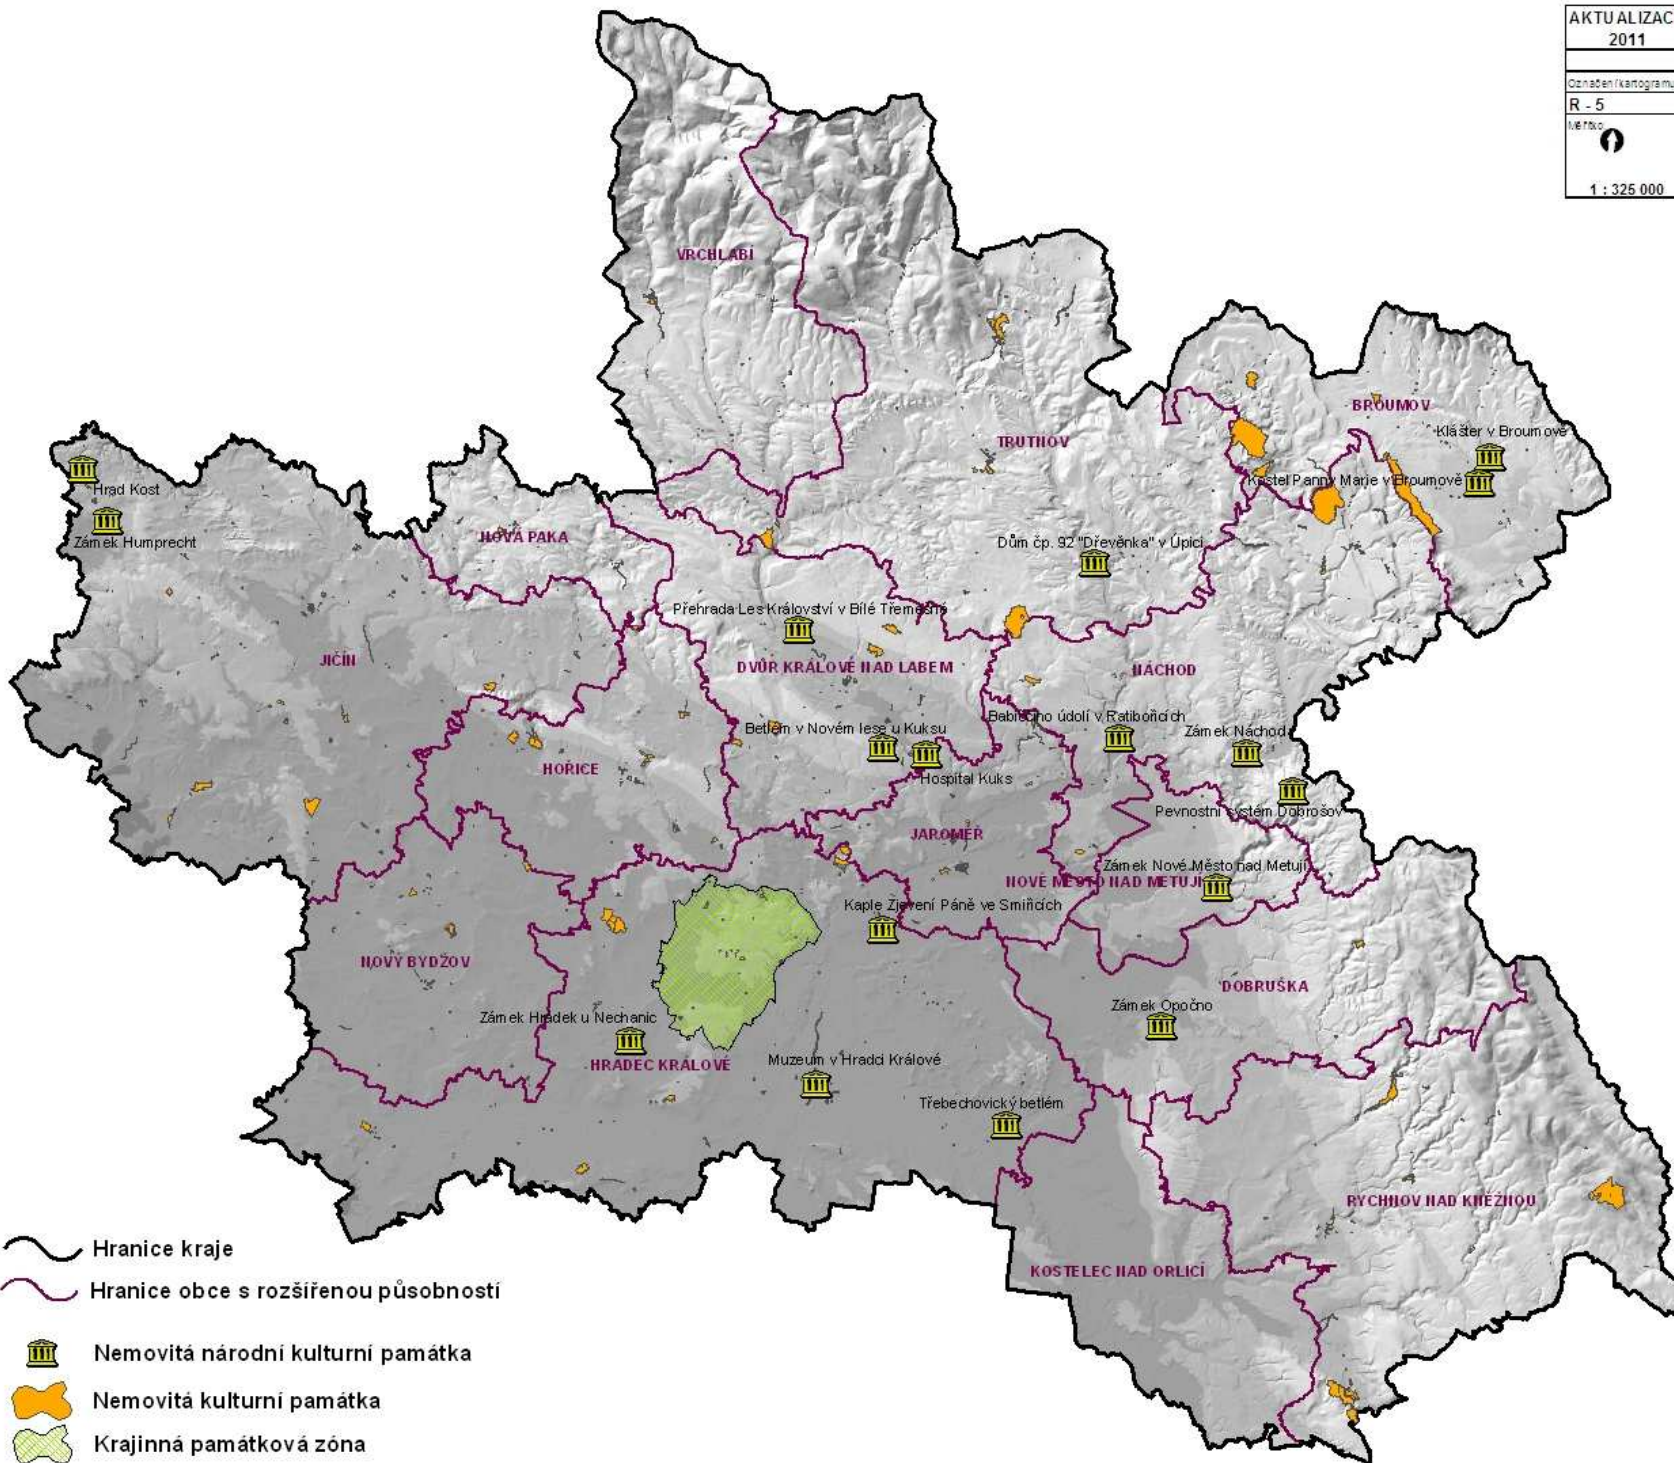 AKTUALIZAC
2011
Označení kartogramu
R - 5
Měřítko
1 : 325 000
VRCHLABÍ
TRUTNOV
BROUMOV
Klášter v Broumově
Kostel Panny Marie v Broumově
Hrad Kost
Zámek Humprecht
NOVÁ PAKA
Dům čp. 92 "Dřevěnka" v Úpici
Přehrada Les Království v Bílé Třemešné
JIČÍN
DVŮR KRÁLOVÉ NAD LABEM
NÁCHOD
Babiččino údolí v Ratibořicích
Betlém v Novém lese u Kuksu
Zámek Náchod
HOŘICE
Hospitál Kuks
Pevnostní systém Dobrošov
JAROMĚŘ
Zámek Nové Město nad Metují
NOVÉ MĚSTO NAD METUJÍ
Kaple Zjevení Páně ve Smiřicích
NOVÝ BYDŽOV
DOBRUŠKA
Zámek Opočno
Zámek Hrádek u Nechanic
HRADEC KRÁLOVÉ
Muzeum v Hradci Králové
Třebechovický betlém
RYCHNOV NAD KNĚŽNOU
KOSTELEC NAD ORLICÍ
Hranice kraje
Hranice obce s rozšířenou působností
Nemovitá národní kulturní památka
Nemovitá kulturní památka
Krajinná památková zóna